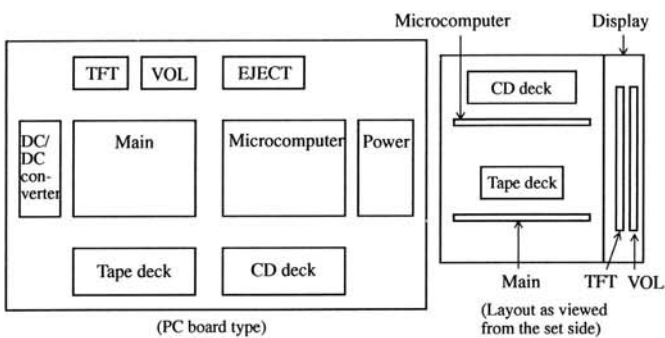 Microcomputer
Display
TFT
VOL
EJECT
CD deck
DC/
DC
con-
verter
Main
Microcomputer
Power
Tape deck
Tape deck
CD deck
Main
TFT
VOL
(PC board type)
(Layout as viewed
from the set side)